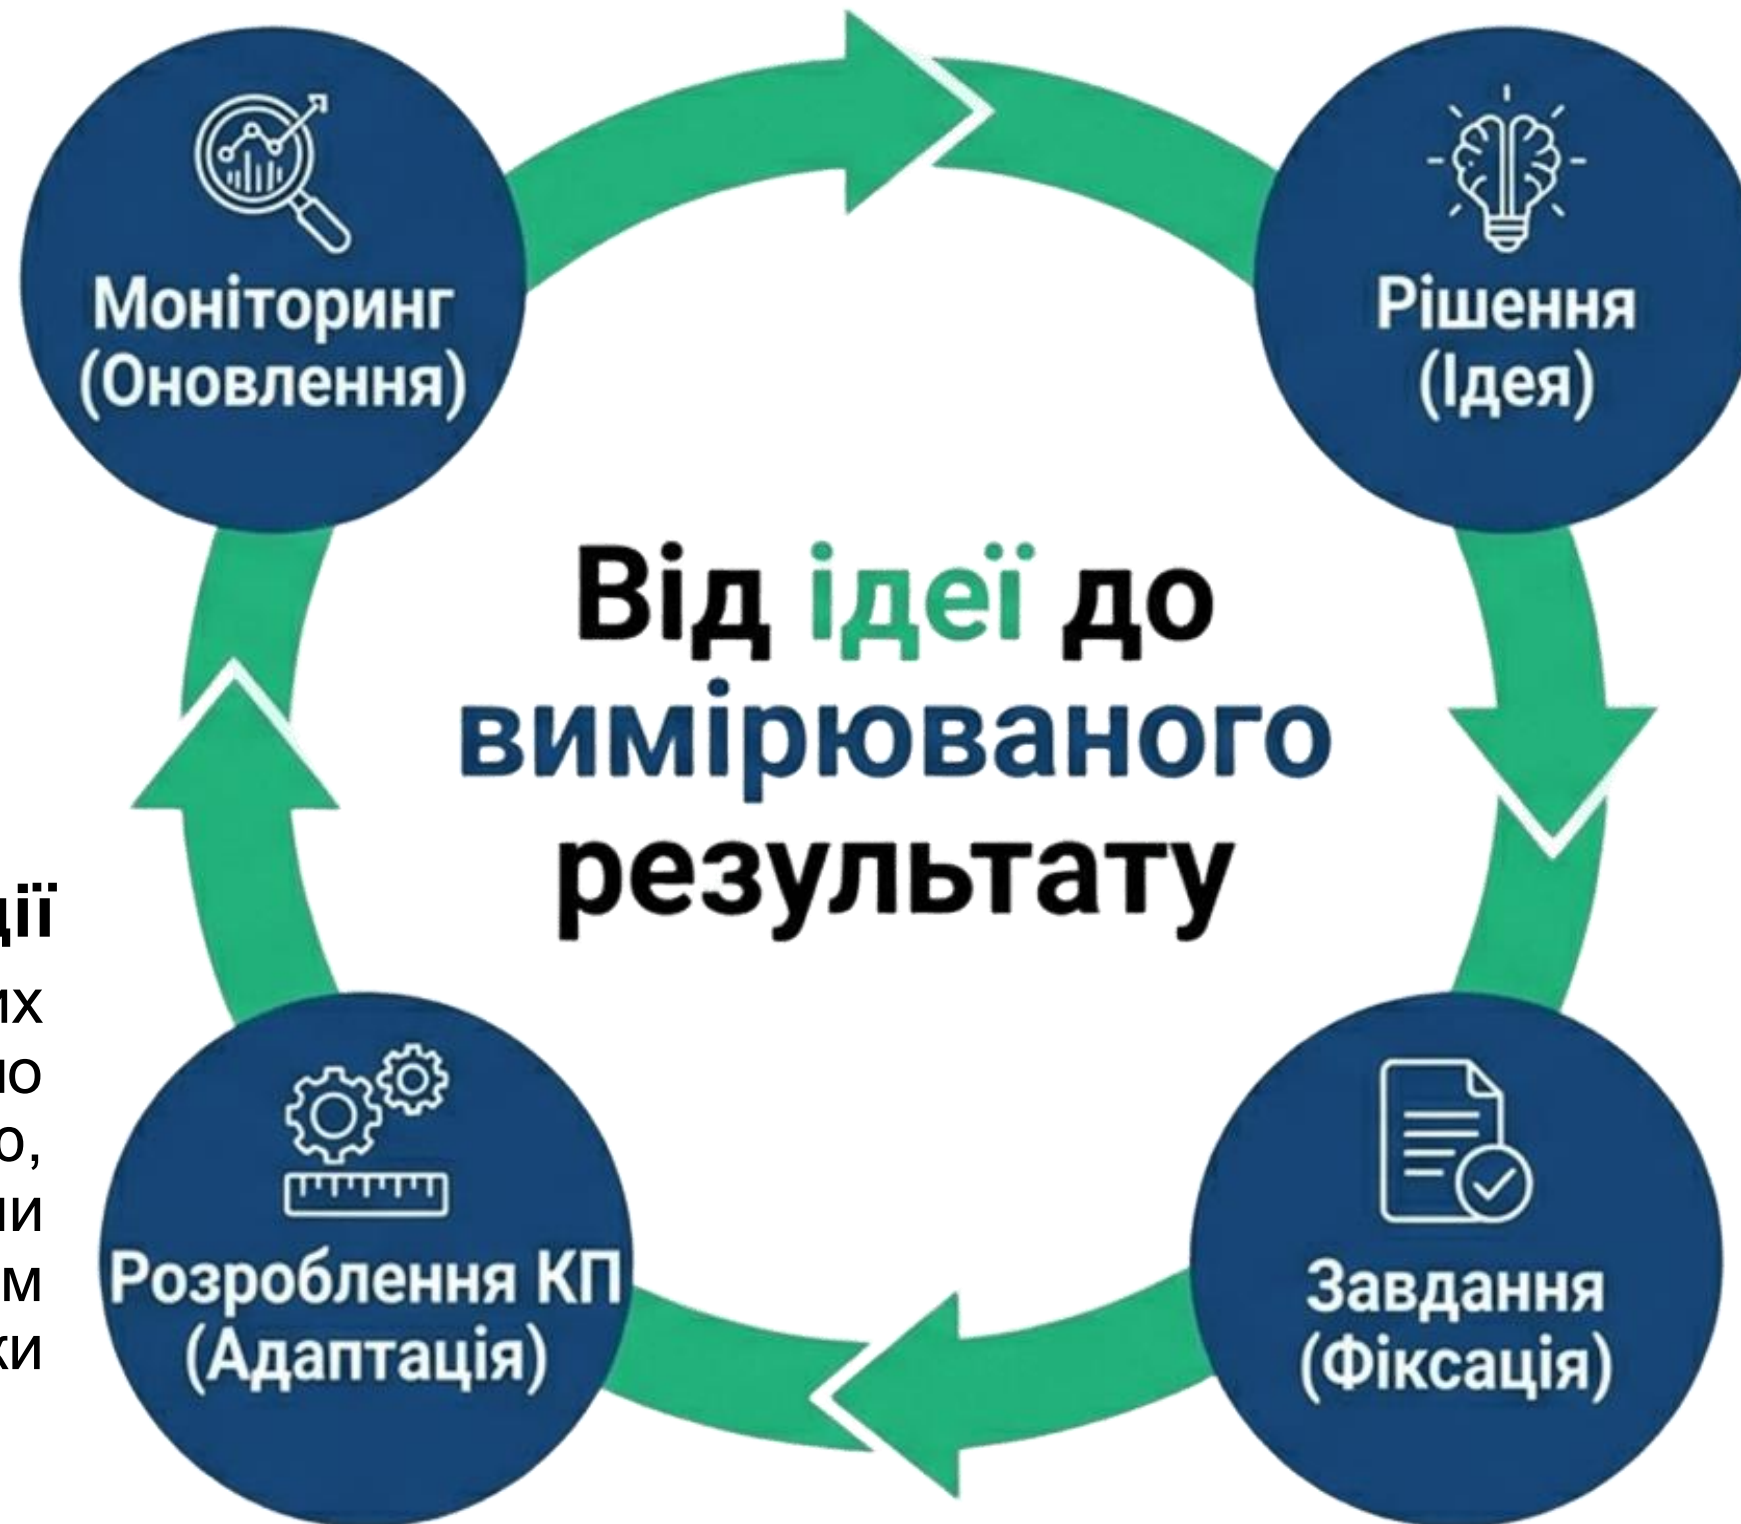 Моніторинг
(Оновлення)
Рішення
(Ідея)
Від ідеї до
вимірюваного
результату
Розроблення КП
(Адаптація)
Завдання
(Фіксація)